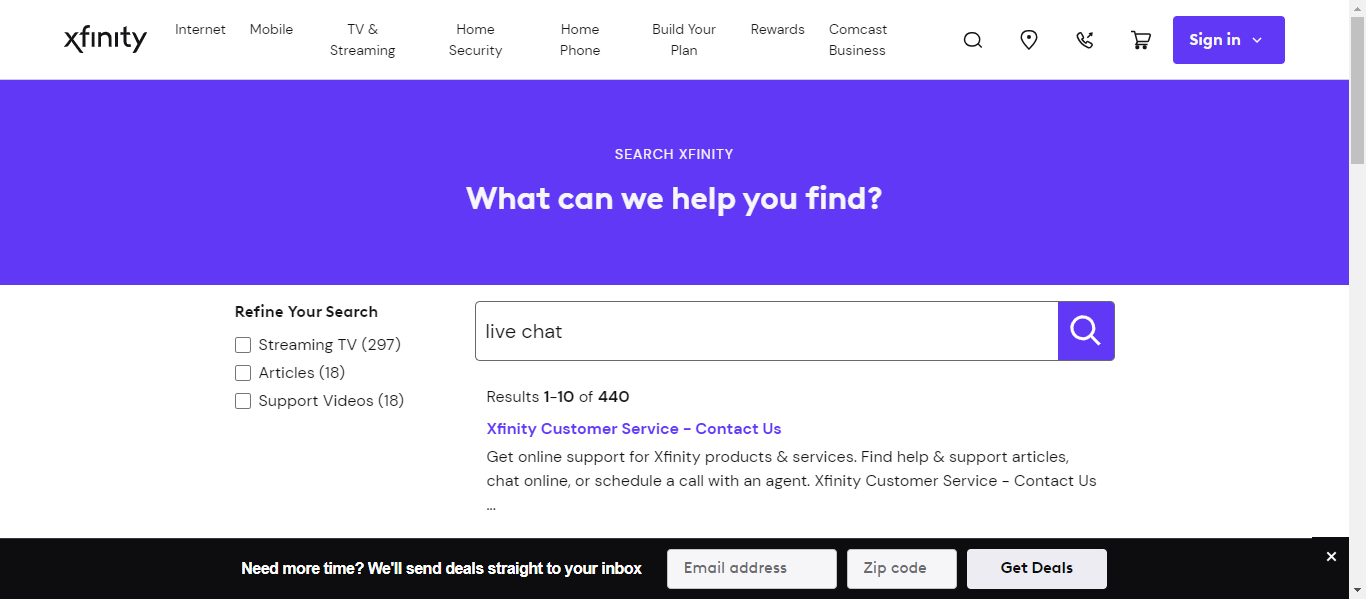 xfinity
Internet
Mobile
TV &
Streaming
Home
Security
Home
Phone
Build Your
Plan
Rewards
Comcast
Business
Sign in
SEARCH XFINITY
What can we help you find?
Refine Your Search
Streaming TV (297)
Articles (18)
Support Videos (18)
live chat
Results 1-10 of 440
Xfinity Customer Service - Contact Us
Get online support for Xfinity products & services. Find help & support articles,
chat online, or schedule a call with an agent. Xfinity Customer Service - Contact Us
...
Need more time? We'll send deals straight to your inbox
Email address
Zip code
Get Deals